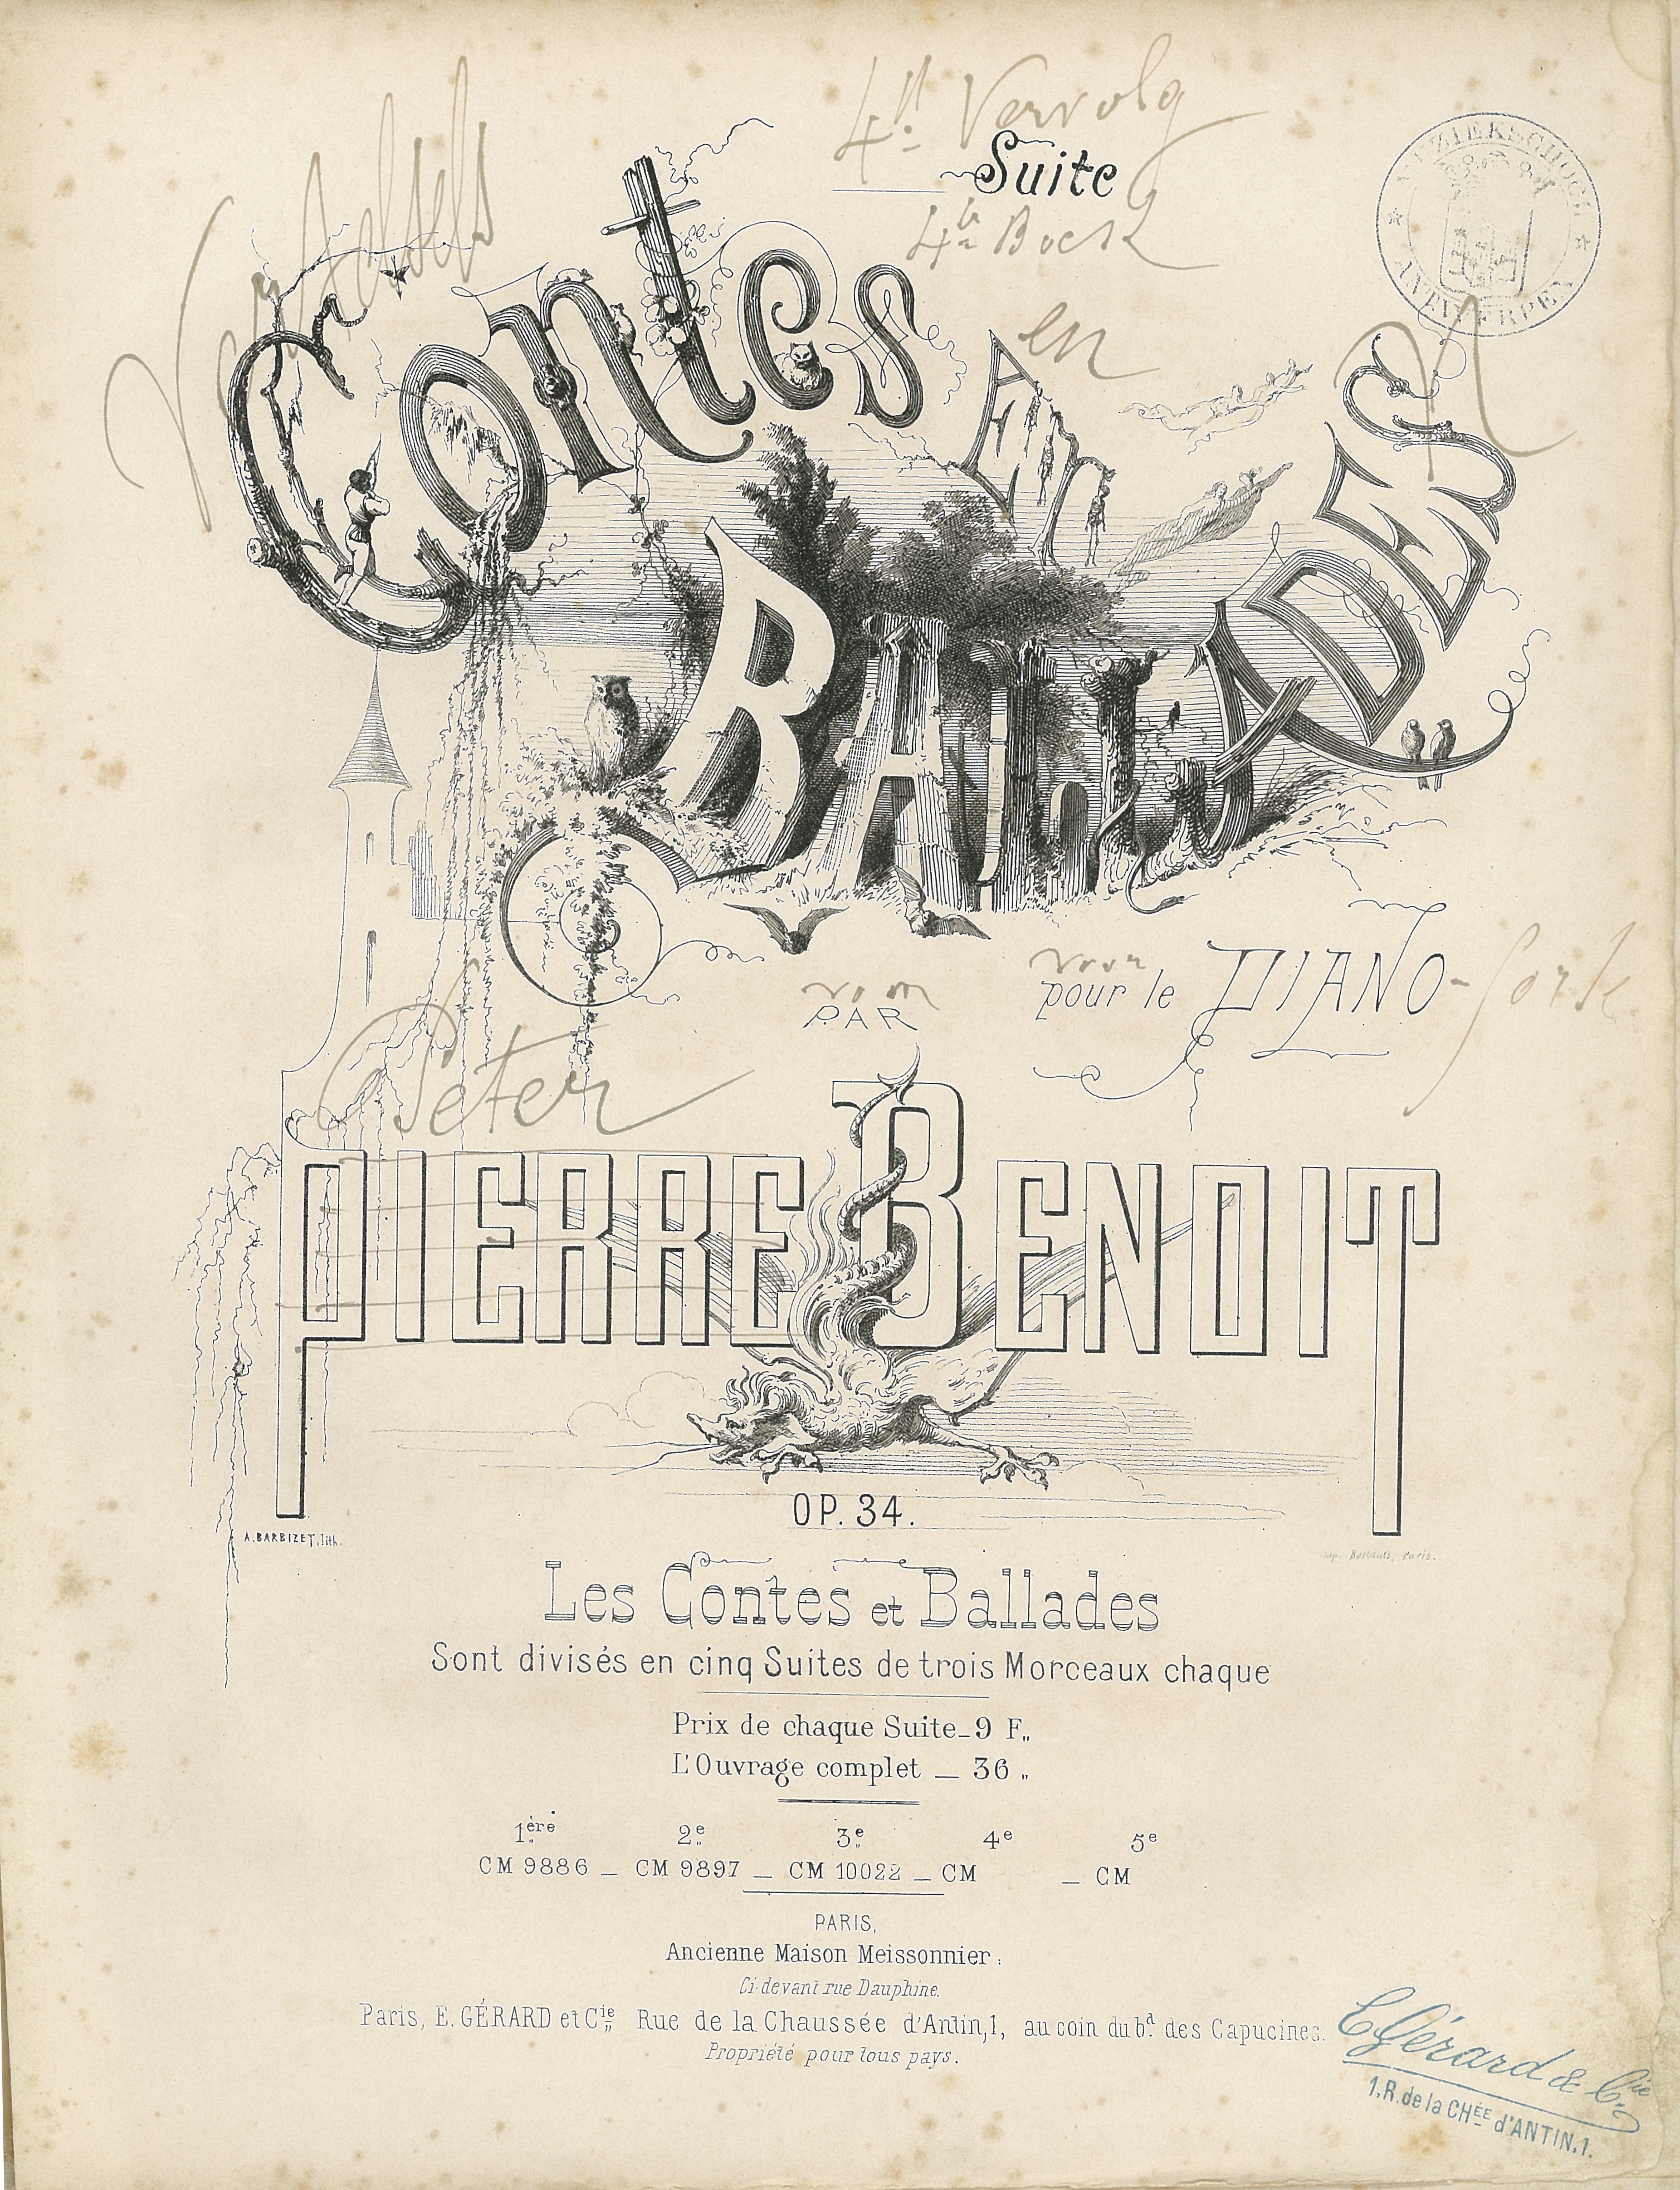 4de Vervolg
Suite
4de Boek
Vertelsels
MUZIEKSCHOOL
ANTWERPEN
Contes
en
Et
BALLADES
voor
pour le PIANO-forte
von
PAR
Peter
PIERRE BENOIT
OP. 34.
A. BARBIZET, lith.
Paris.
Les Contes et Ballades
Sont divisés en cinq Suites de trois Morceaux chaque
Prix de chaque Suite_9 F„
L'Ouvrage complet _ 36 „
1ère 2e 3e 4e 5e
CM 9886 _ CM 9897 _ CM 10022 _ CM _ CM
PARIS,
Ancienne Maison Meissonnier :
Ci-devant rue Dauphine.
Paris, E. GÉRARD et Cie Rue de la Chaussée d'Antin,1, au coin du bd. des Capucines.
Propriété pour tous pays.
E Gérard & Cie
1, R. de la CHÉE d'ANTIN, 1.